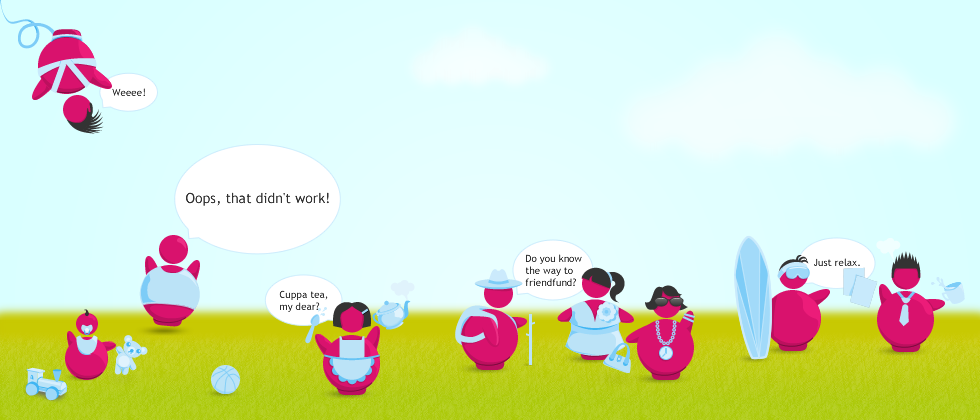 Weeee!
Oops, that didn't work!
Cuppa tea,
my dear?
Do you know
the way to
friendfund?
Just relax.